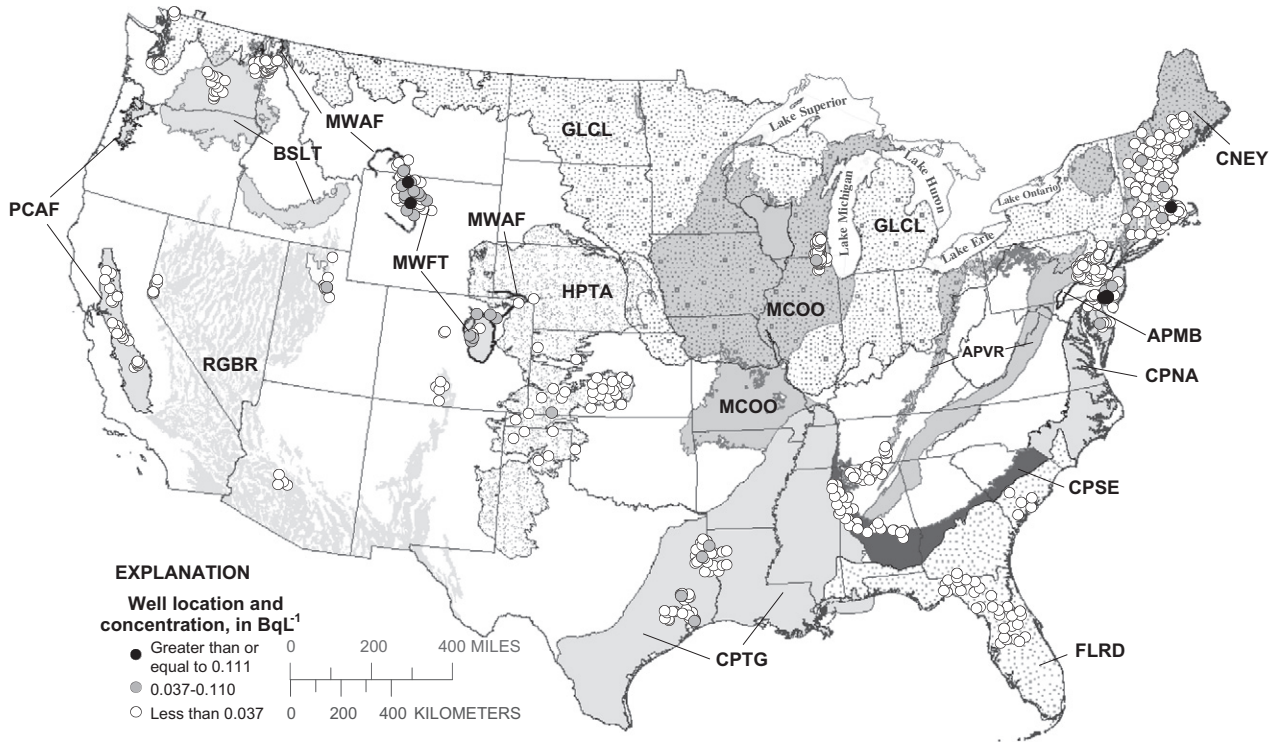 Lake Superior
GLCL
CNEY
MWAF
BSLT
Lake Huron
Lake Michigan
Lake Ontario
PCAF
MWAF
GLCL
Lake Erie
MWFT
HPTA
MCOO
APMB
RGBR
APVR
CPNA
MCOO
CPSE
EXPLANATION
Well location and
concentration, in BqL-1
Greater than or
equal to 0.111
0.037-0.110
Less than 0.037
0 200 400 MILES
0 200 400 KILOMETERS
CPTG
FLRD